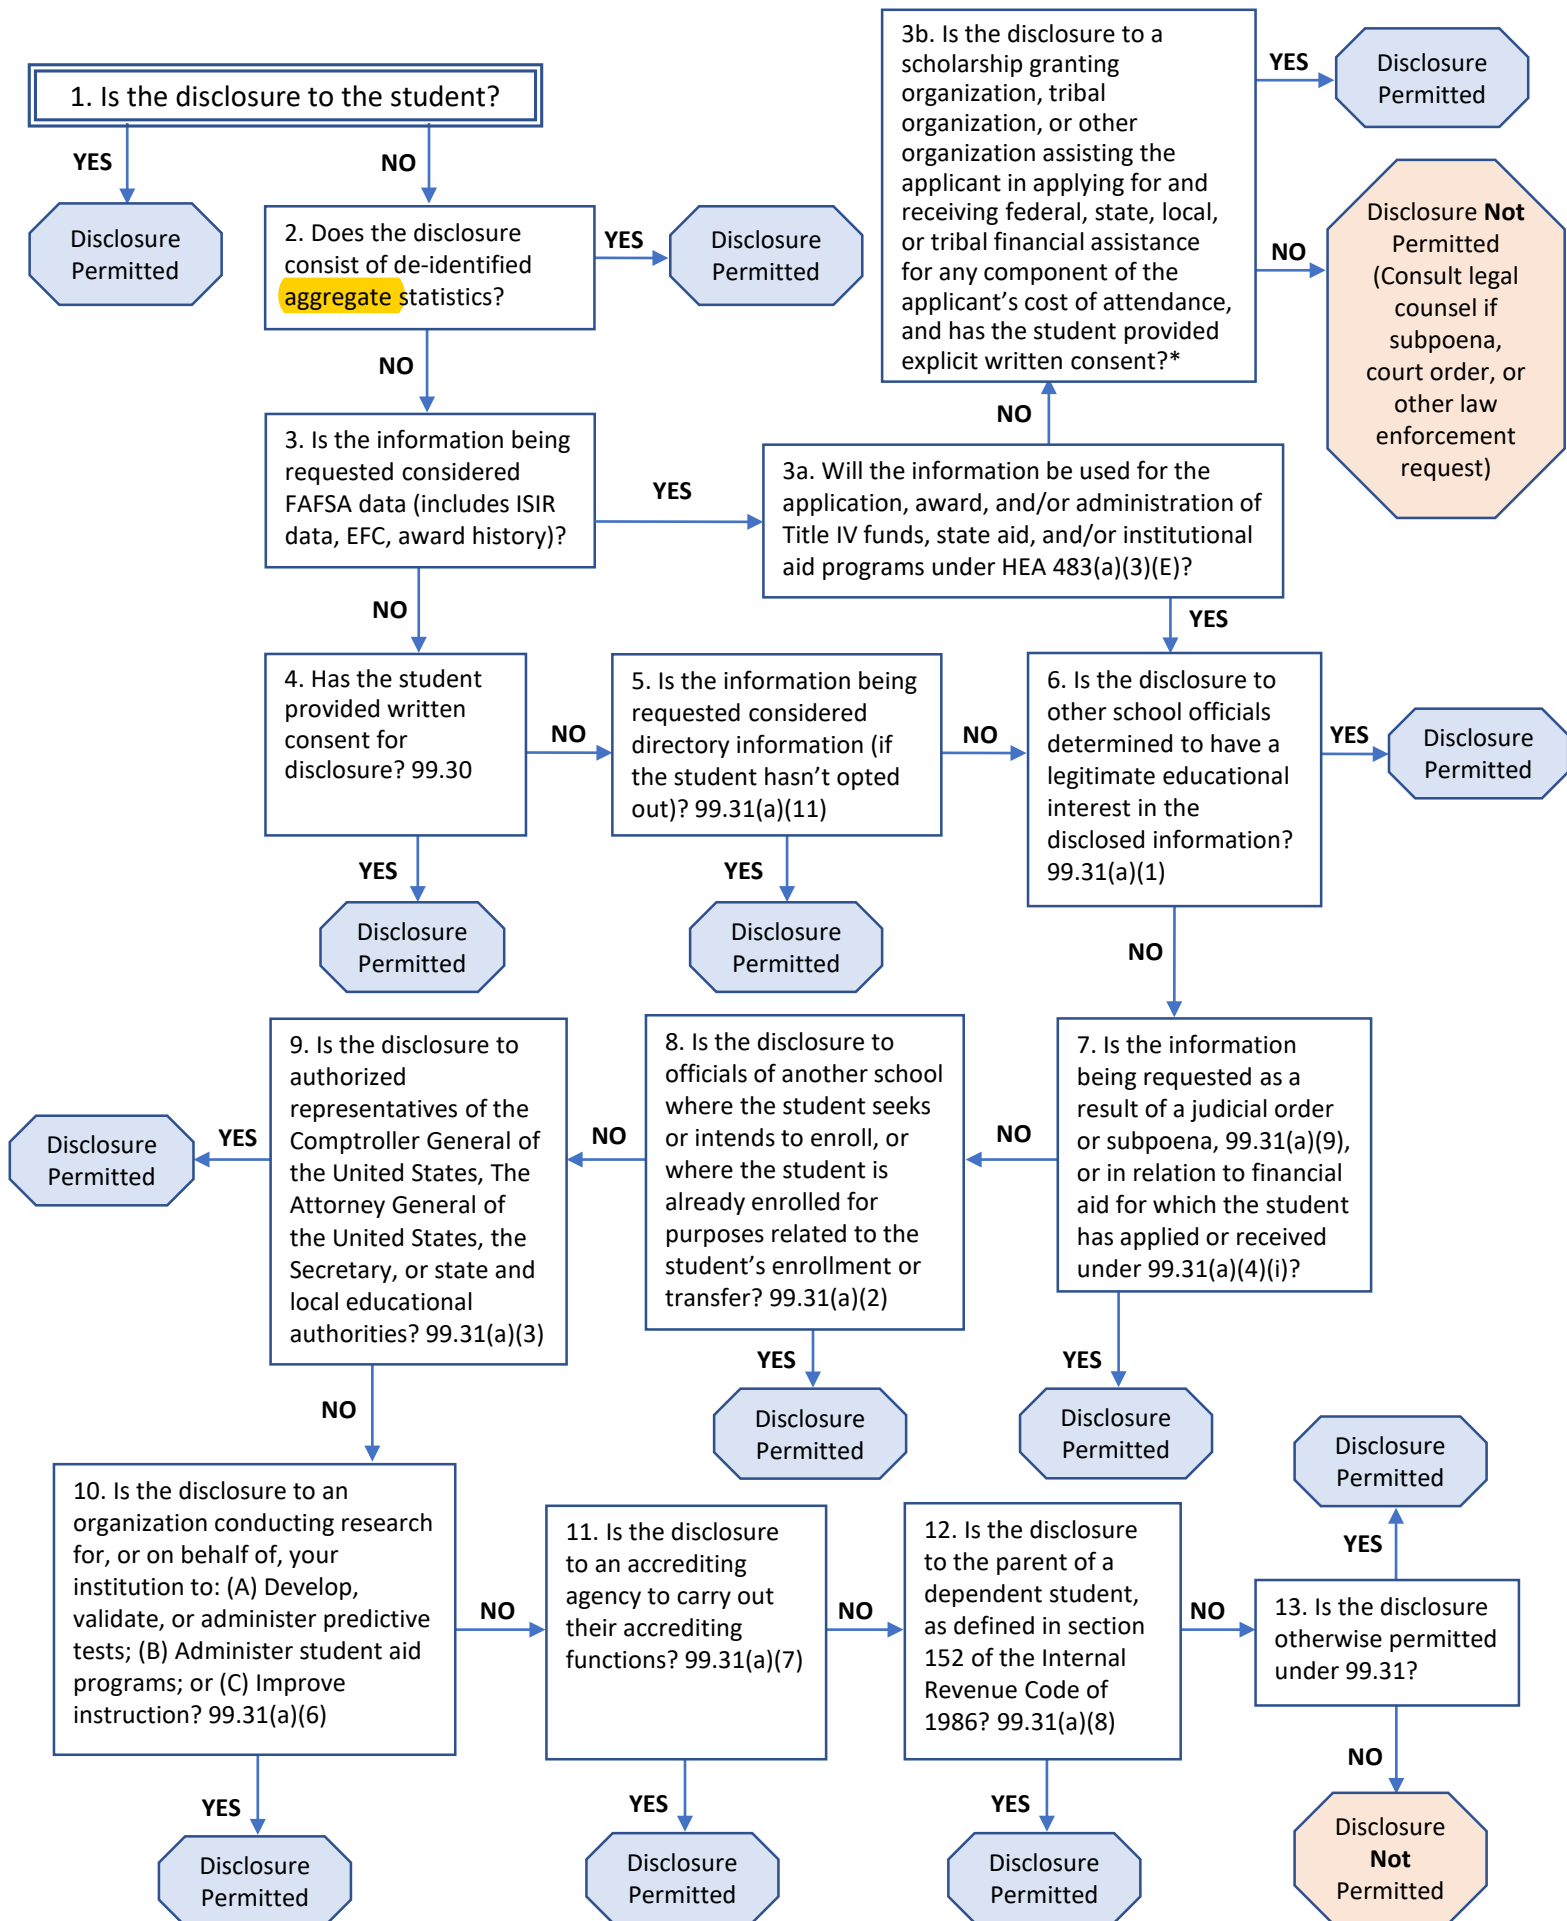 1. Is the disclosure to the student?
YES
NO
Disclosure
Permitted
2. Does the disclosure
consist of de-identified
aggregate statistics?
YES
Disclosure
Permitted
NO
3b. Is the disclosure to a
scholarship granting
organization, tribal
organization, or other
organization assisting the
applicant in applying for and
receiving federal, state, local,
or tribal financial assistance
for any component of the
applicant’s cost of attendance,
and has the student provided
explicit written consent?*
YES
Disclosure
Permitted
NO
Disclosure Not
Permitted
(Consult legal
counsel if
subpoena,
court order, or
other law
enforcement
request)
3. Is the information being
requested considered
FAFSA data (includes ISIR
data, EFC, award history)?
YES
NO
3a. Will the information be used for the
application, award, and/or administration of
Title IV funds, state aid, and/or institutional
aid programs under HEA 483(a)(3)(E)?
NO
YES
4. Has the student
provided written
consent for
disclosure? 99.30
NO
YES
Disclosure
Permitted
5. Is the information being
requested considered
directory information (if
the student hasn’t opted
out)? 99.31(a)(11)
NO
YES
Disclosure
Permitted
6. Is the disclosure to
other school officials
determined to have a
legitimate educational
interest in the
disclosed information?
99.31(a)(1)
YES
Disclosure
Permitted
NO
7. Is the information
being requested as a
result of a judicial order
or subpoena, 99.31(a)(9),
or in relation to financial
aid for which the student
has applied or received
under 99.31(a)(4)(i)?
NO
YES
Disclosure
Permitted
8. Is the disclosure to
officials of another school
where the student seeks
or intends to enroll, or
where the student is
already enrolled for
purposes related to the
student’s enrollment or
transfer? 99.31(a)(2)
NO
YES
Disclosure
Permitted
9. Is the disclosure to
authorized
representatives of the
Comptroller General of
the United States, The
Attorney General of
the United States, the
Secretary, or state and
local educational
authorities? 99.31(a)(3)
YES
Disclosure
Permitted
NO
10. Is the disclosure to an
organization conducting research
for, or on behalf of, your
institution to: (A) Develop,
validate, or administer predictive
tests; (B) Administer student aid
programs; or (C) Improve
instruction? 99.31(a)(6)
NO
YES
Disclosure
Permitted
11. Is the disclosure
to an accrediting
agency to carry out
their accrediting
functions? 99.31(a)(7)
NO
YES
Disclosure
Permitted
12. Is the disclosure
to the parent of a
dependent student,
as defined in section
152 of the Internal
Revenue Code of
1986? 99.31(a)(8)
NO
YES
Disclosure
Permitted
13. Is the disclosure
otherwise permitted
under 99.31?
YES
Disclosure
Permitted
NO
Disclosure
Not
Permitted